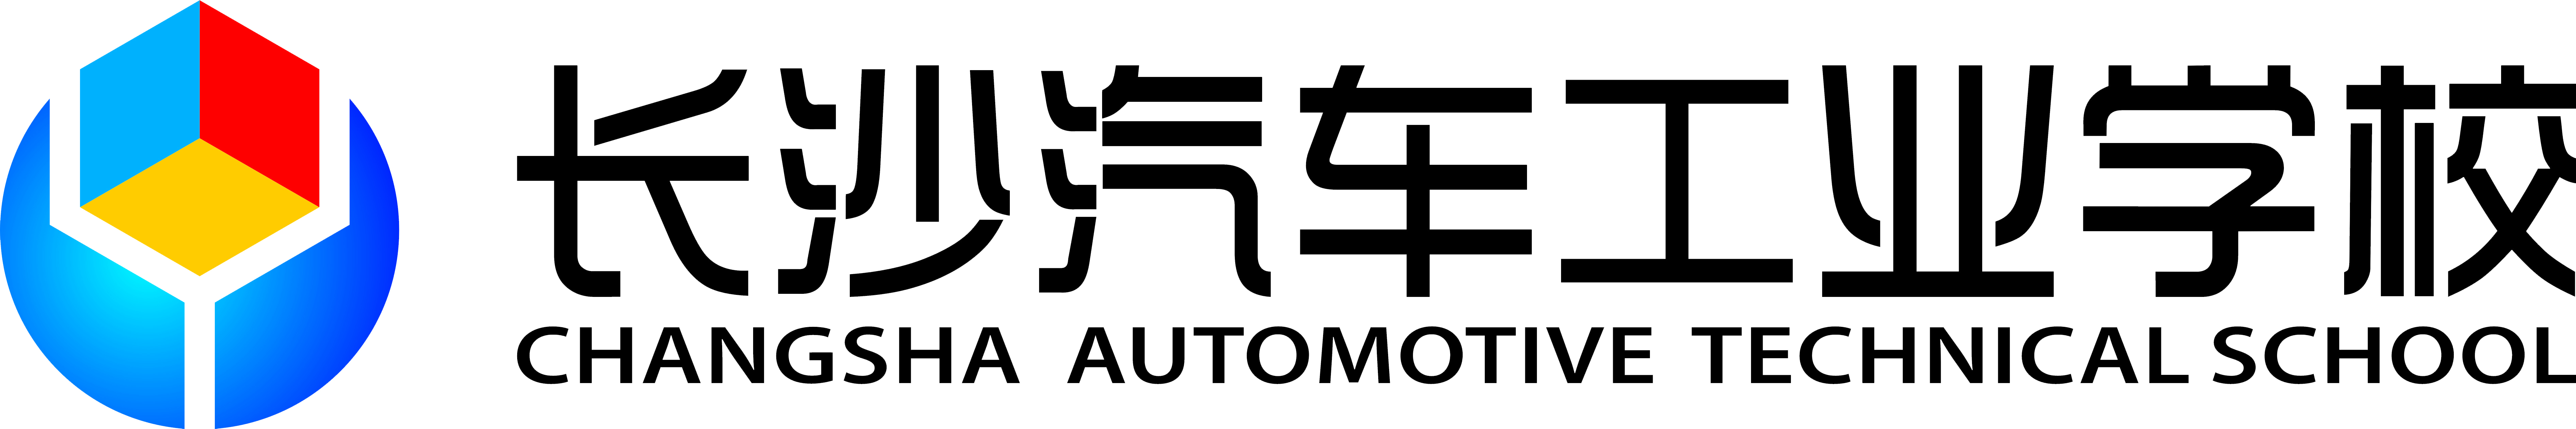 长沙汽车工业学校
CHANGSHA AUTOMOTIVE TECHNICAL SCHOOL